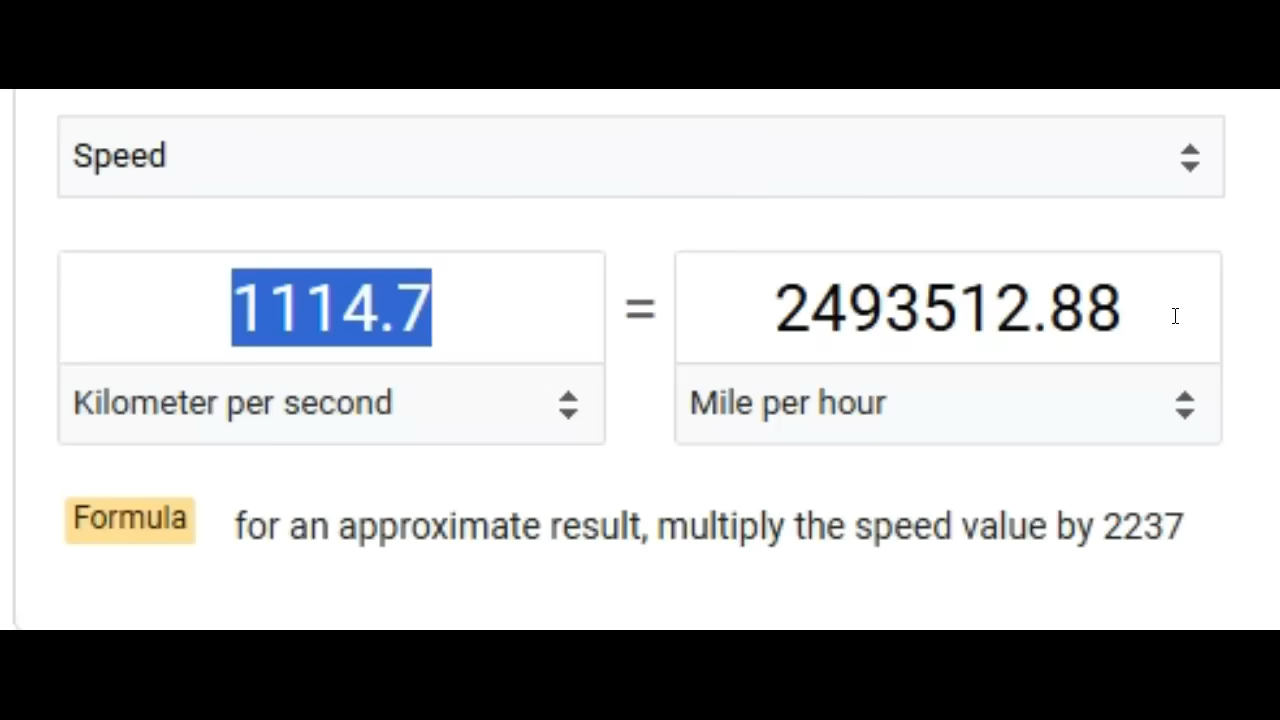 Speed
1114.7 = 2493512.88
Kilometer per second Mile per hour
Formula for an approximate result, multiply the speed value by 2237